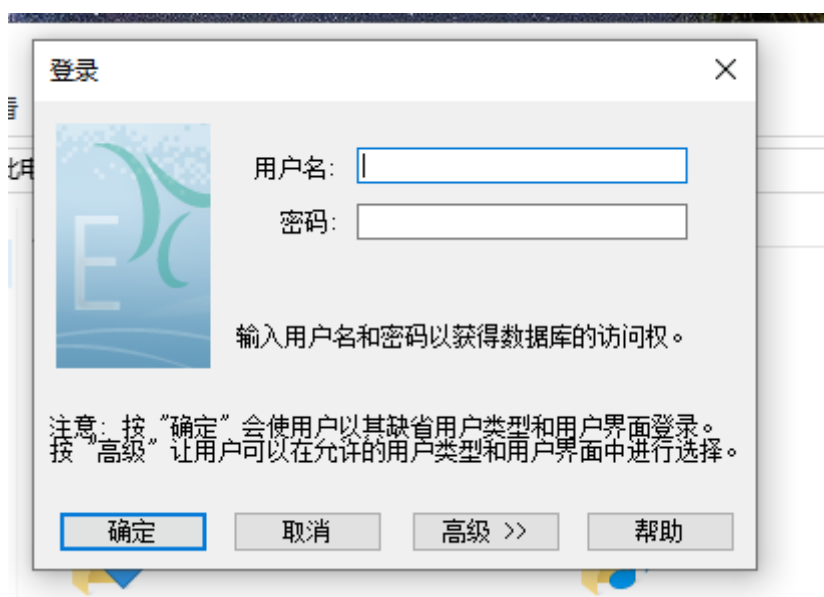 登录
看
此电
用户名:
密码:
E
输入用户名和密码以获得数据库的访问权。
注意: 按“确定”会使用户以其缺省用户类型和用户界面登录。
按“高级”让用户可以在允许的用户类型和用户界面中进行选择。
确定 取消 高级 >> 帮助